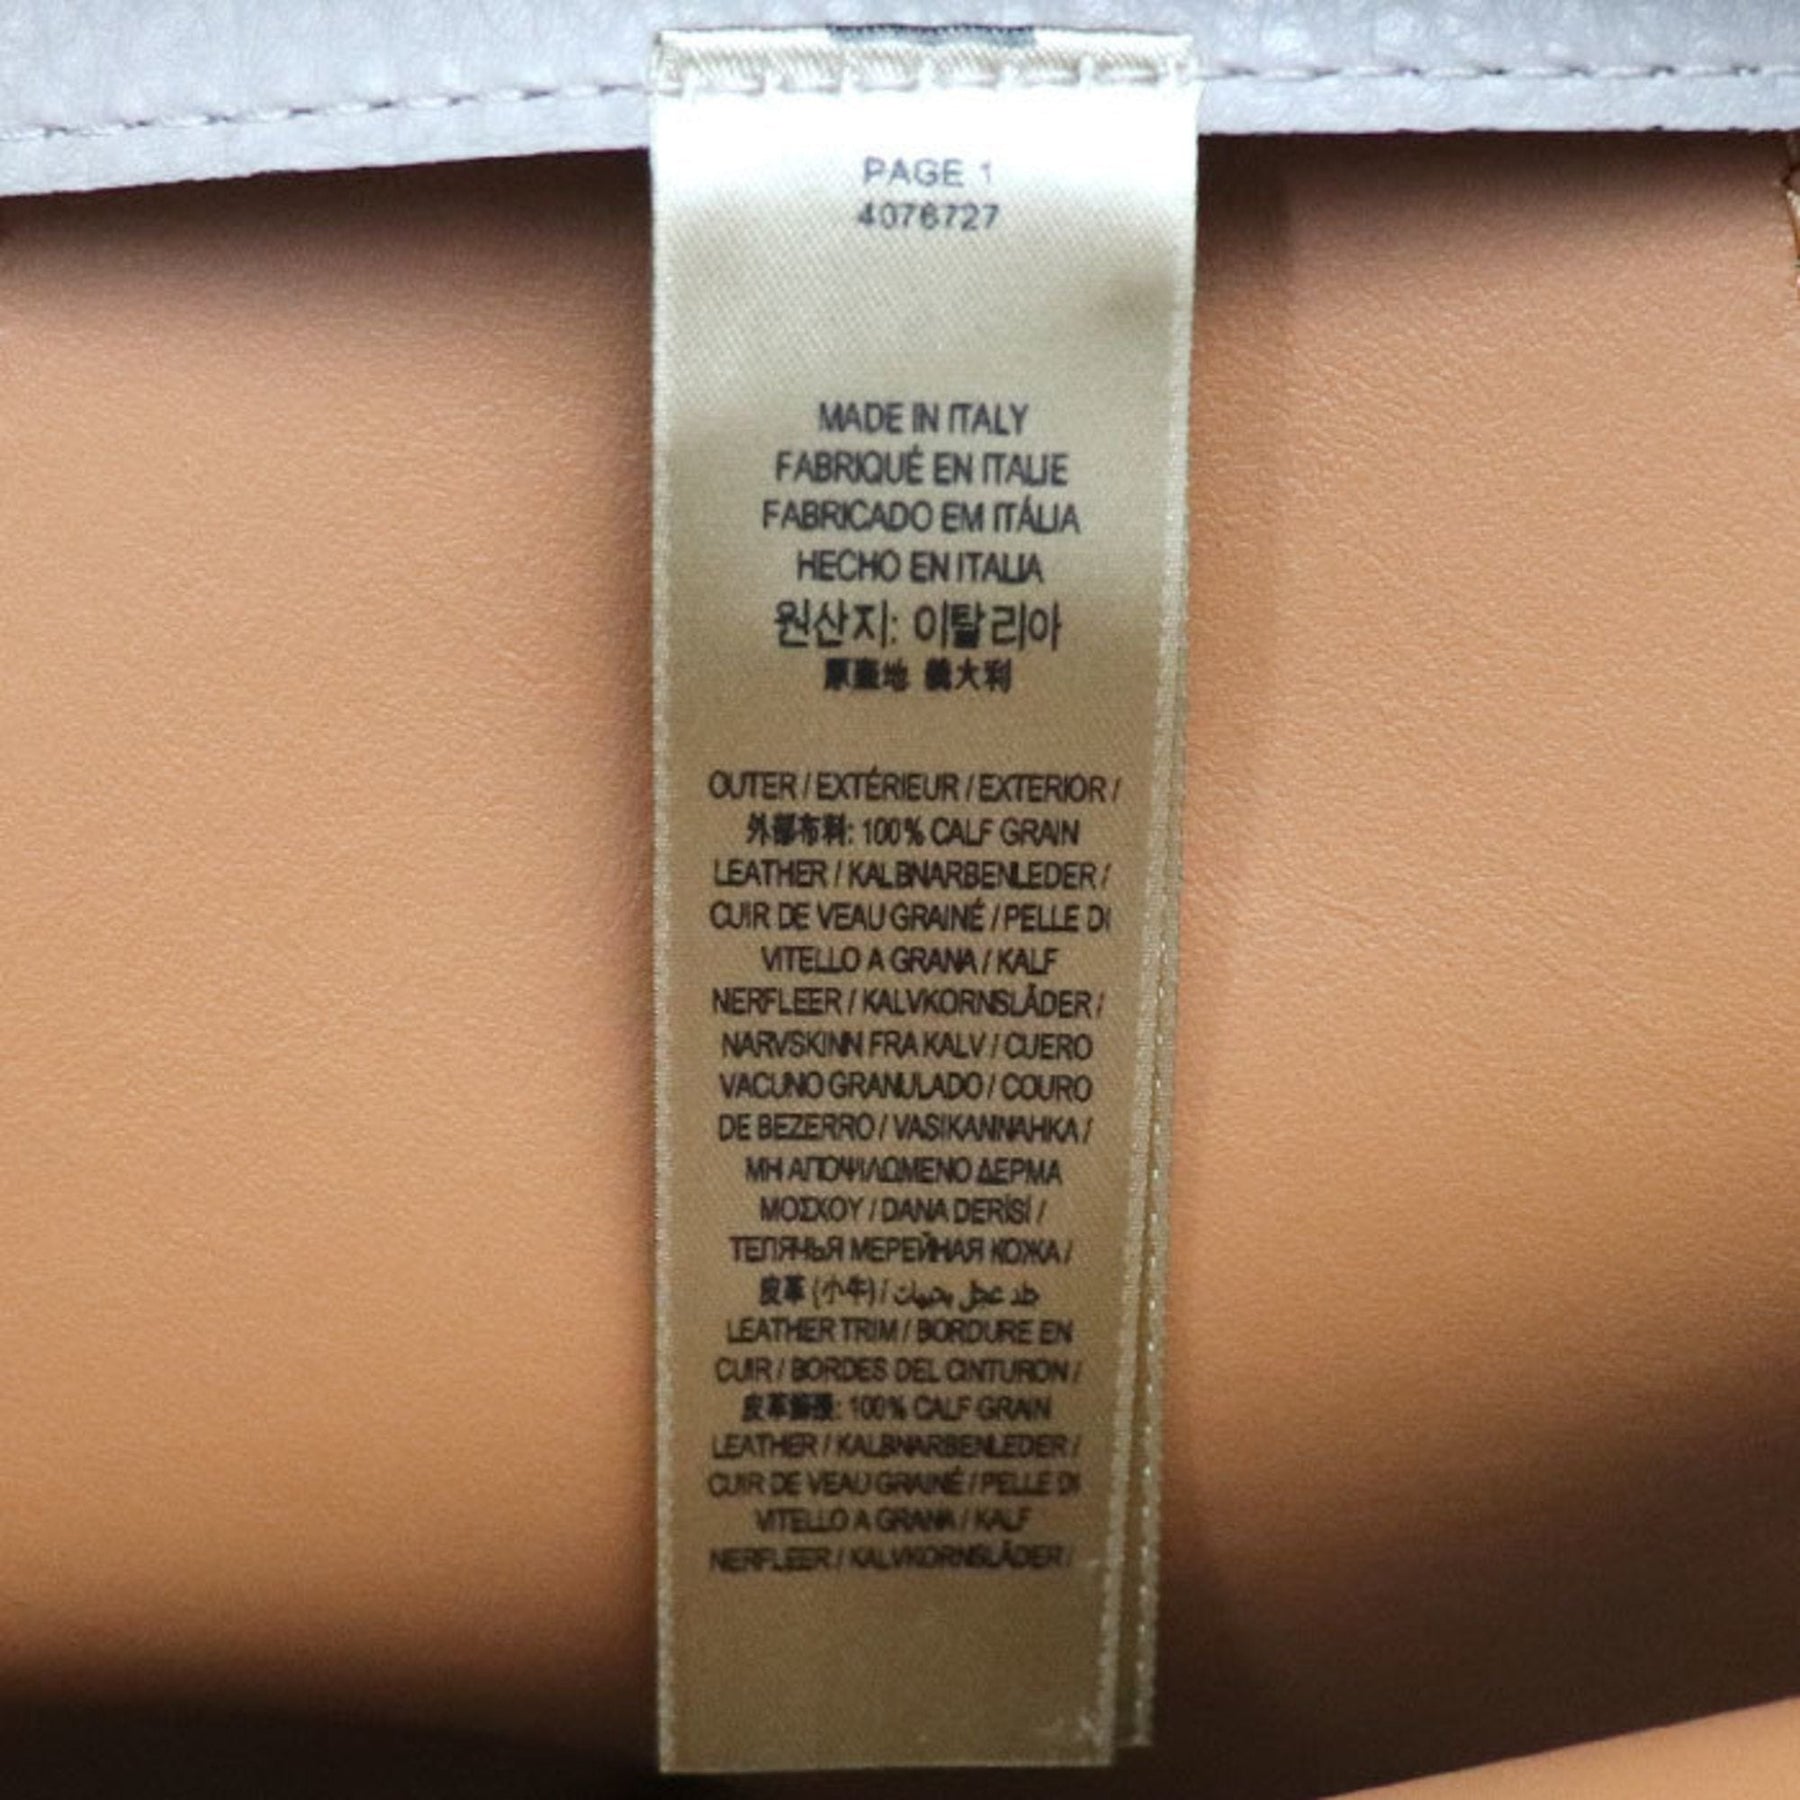 PAGE 1
4076727
MADE IN ITALY
FABRIQUÉ EN ITALIE
FABRICADO EM ITÁLIA
HECHO EN ITALIA
원산지: 이탈리아
原產地 義大利
OUTER / EXTÉRIEUR / EXTERIOR /
外部布料: 100% CALF GRAIN
LEATHER / KALBNARBENLEDER /
CUIR DE VEAU GRAINÉ / PELLE DI
VITELLO A GRANA / KALF
NERFLEER / KALVKORNSLÄDER /
NARVSKINN FRA KALV / CUERO
VACUNO GRANULADO / COURO
DE BEZERRO / VASIKANNAHKA /
ΜΗ ΑΠΟΨΙΛΩΜΕΝΟ ΔΕΡΜΑ
ΜΟΣΧΟΥ / DANA DERİSİ /
ТЕЛЯЧЬЯ МЕРЕЙНАЯ КОЖА /
皮革 (小牛) / جلد عجل بحبيبات
LEATHER TRIM / BORDURE EN
CUIR / BORDES DEL CINTURON /
皮革飾邊: 100% CALF GRAIN
LEATHER / KALBNARBENLEDER /
CUIR DE VEAU GRAINÉ / PELLE DI
VITELLO A GRANA / KALF
NERFLEER / KALVKORNSLÄDER /